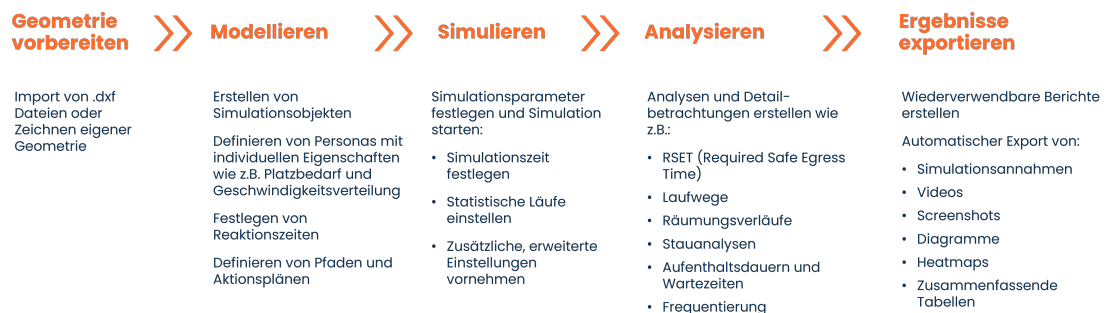 Geometrie
vorbereiten
Modellieren
Simulieren
Analysieren
Ergebnisse
exportieren
Import von .dxf
Dateien oder
Zeichnen eigener
Geometrie
Erstellen von
Simulationsobjekten
Definieren von Personas mit
individuellen Eigenschaften
wie z.B. Platzbedarf und
Geschwindigkeitsverteilung
Festlegen von
Reaktionszeiten
Definieren von Pfaden und
Aktionsplänen
Simulationsparameter
festlegen und Simulation
starten:
• Simulationszeit
festlegen
• Statistische Läufe
einstellen
• Zusätzliche, erweiterte
Einstellungen
vornehmen
Analysen und Detail-
betrachtungen erstellen wie
z.B.:
• RSET (Required Safe Egress
Time)
• Laufwege
• Räumungsverläufe
• Stauanalysen
• Aufenthaltsdauern und
Wartezeiten
• Frequentierung
Wiederverwendbare Berichte
erstellen
Automatischer Export von:
• Simulationsannahmen
• Videos
• Screenshots
• Diagramme
• Heatmaps
• Zusammenfassende
Tabellen